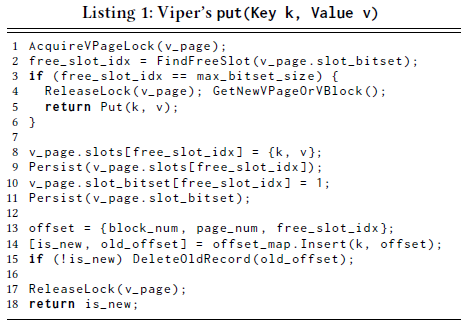 Listing 1: Viper's put(Key k, Value v)
1 AcquireVPageLock(v_page);
2 free_slot_idx = FindFreeSlot(v_page.slot_bitset);
3 if (free_slot_idx == max_bitset_size) {
4   ReleaseLock(v_page); GetNewVPageOrVBlock();
5   return Put(k, v);
6 }
7
8 v_page.slots[free_slot_idx] = {k, v};
9 Persist(v_page.slots[free_slot_idx]);
10 v_page.slot_bitset[free_slot_idx] = 1;
11 Persist(v_page.slot_bitset);
12
13 offset = {block_num, page_num, free_slot_idx};
14 [is_new, old_offset] = offset_map.Insert(k, offset);
15 if (!is_new) DeleteOldRecord(old_offset);
16
17 ReleaseLock(v_page);
18 return is_new;